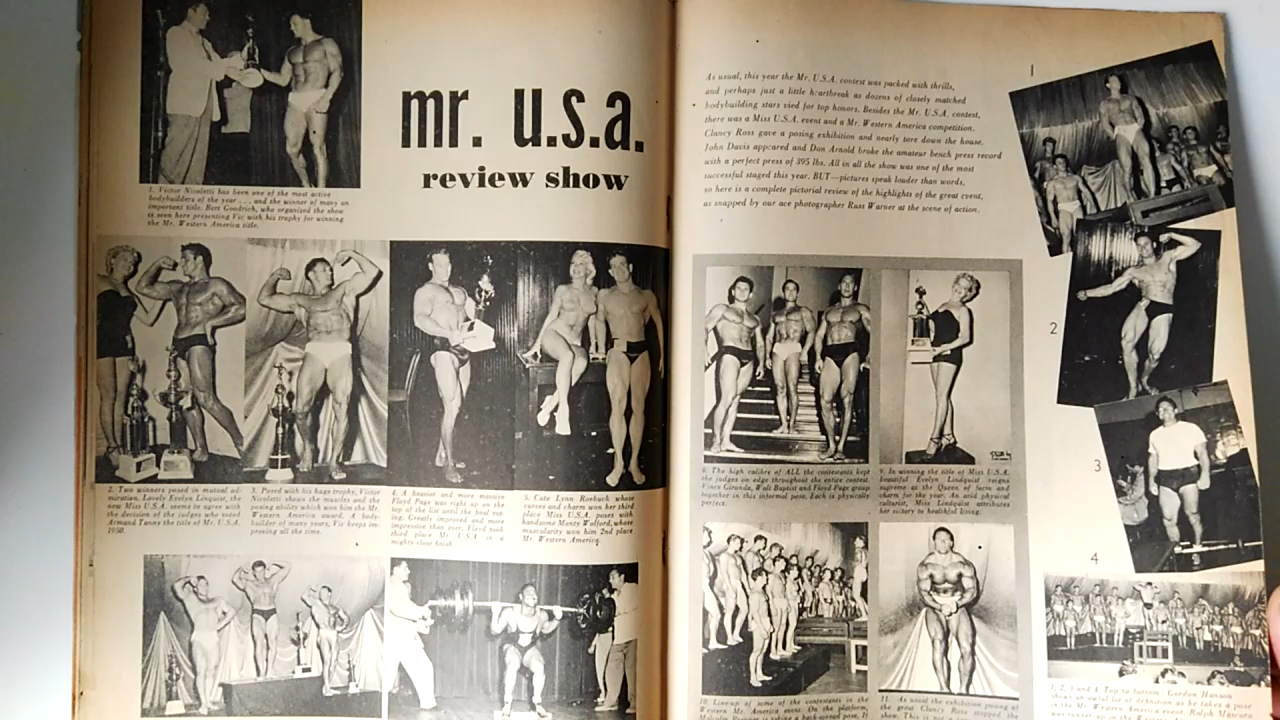 mr. u.s.a.
review show
1. Victor Nicoletti has been one of the most active
bodybuilders of the year . . . and the winner of many an
important title. Bert Goodrich, who organized the show
is seen here presenting Vic with his trophy for winning
the Mr. Western America title.
2. Two winners posed in mutual ad-
miration. Lovely Evelyn Linquist, the
new Miss U.S.A. seems to agree with
the decision of the judges who voted
Armand Tanny the title of Mr. U.S.A.
1950.
3. Posed with his huge trophy, Victor
Nicoletti shows the muscles and the
posing ability which won him the Mr.
Western America award. A body-
builder of many years, Vic keeps im-
proving all the time.
4. A heavier and more massive
Floyd Page was right up on the
top of the list until the final vot-
ing. Greatly improved and more
impressive than ever, Floyd took
third place Mr. U.S.A. in a
mighty close finish.
5. Cute Lynn Roebuck whose
curves and charm won her third
place Miss U.S.A. poses with
handsome Monty Wolford, whose
muscularity won him 2nd place
Mr. Western America.
As usual, this year the Mr. U.S.A. contest was packed with thrills,
and perhaps just a little heartbreak as dozens of closely matched
bodybuilding stars vied for top honors. Besides the Mr. U.S.A. contest,
there was a Miss U.S.A. event and a Mr. Western America competition.
Clancy Ross gave a posing exhibition and nearly tore down the house.
John Davis appeared and Don Arnold broke the amateur bench press record
with a perfect press of 395 lbs. All in all the show was one of the most
successful staged this year. BUT—pictures speak louder than words,
so here is a complete pictorial review of the highlights of the great event,
as snapped by our ace photographer Russ Warner at the scene of action.
8. The high calibre of ALL the contestants kept
the judges on edge throughout the entire contest.
Vince Gironda, Walt Baptist and Floyd Page group
together in this informal pose. Each is physically
perfect.
9. In winning the title of Miss U.S.A.
beautiful Evelyn Lindquist reigns
supreme as the Queen of form and
charm for the year. An avid physical
culturist, Miss Lindquist attributes
her victory to healthful living.
10. Line-up of some of the contestants in the
Western Mr. America event. On the platform,
11. As usual the exhibition posing of
the great Clancy Ross stopped the
1
2
3
4
1, 2, 3 and 4. Top to bottom. Gordon Hanson
shows an outlet of definition as he takes a pose
in the Mr. Western America event.